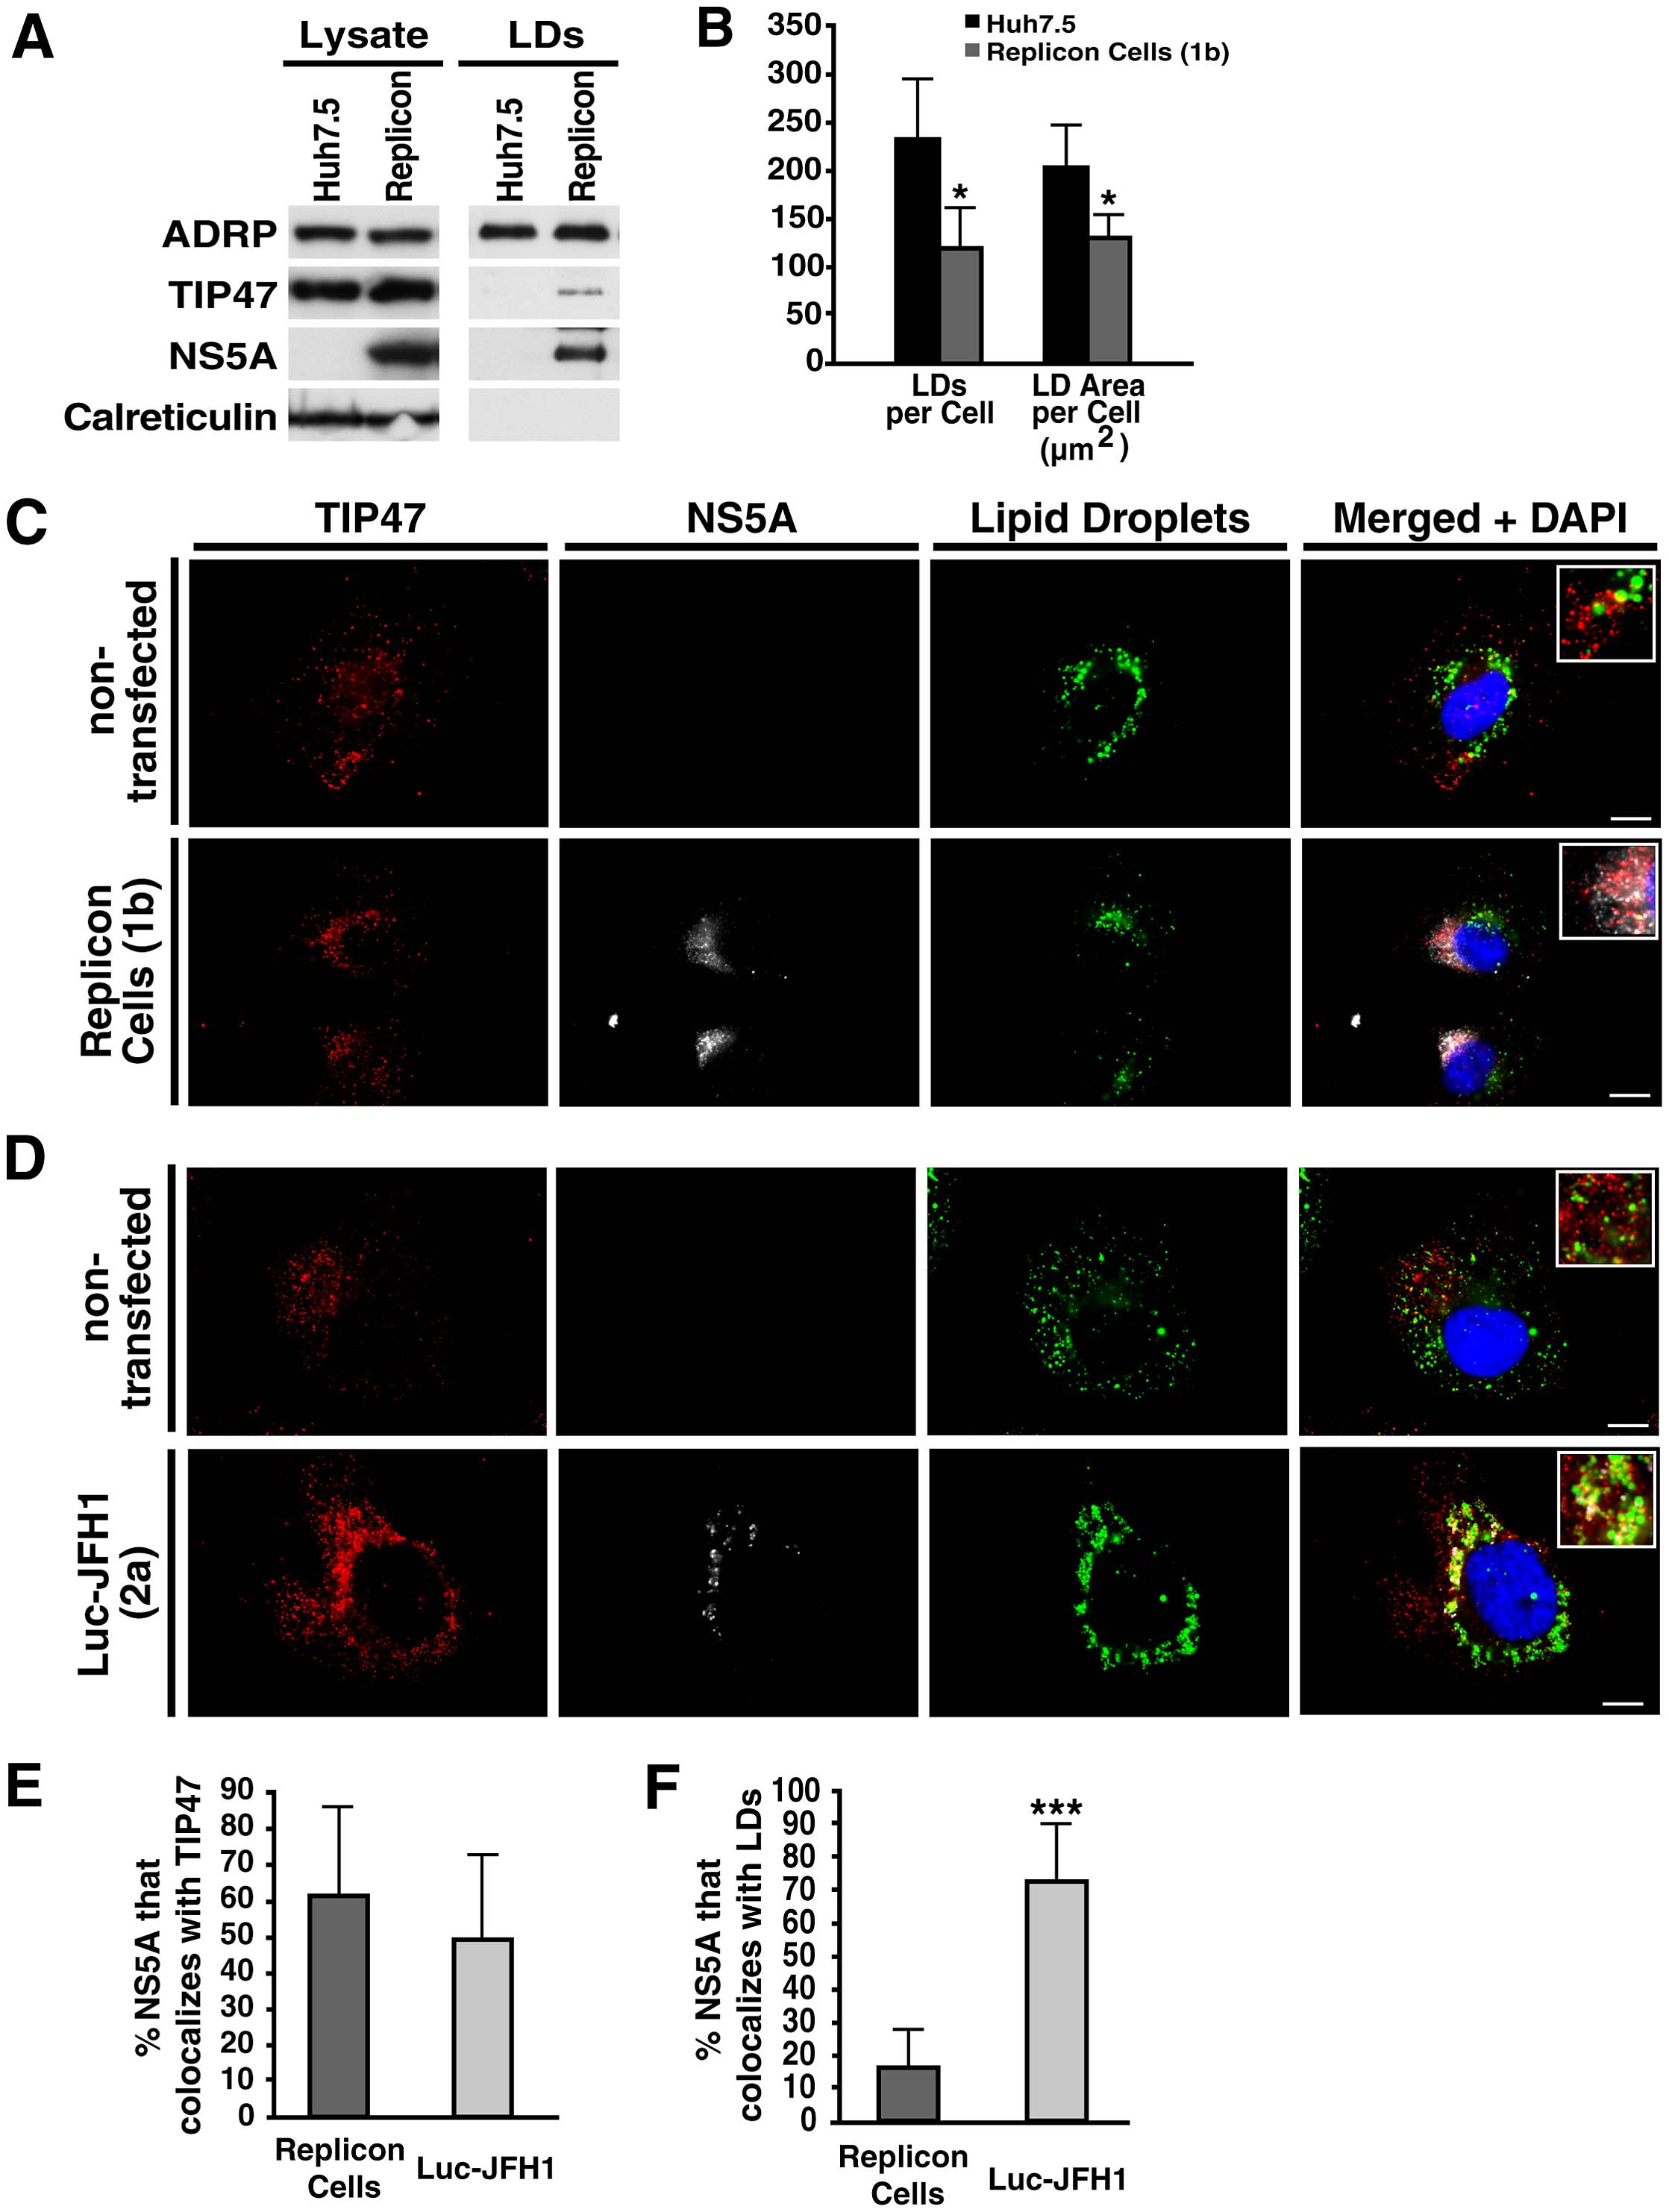 A
Lysate
LDs
Huh7.5
Replicon
Huh7.5
Replicon
ADRP
TIP47
NS5A
Calreticulin
B
Huh7.5
Replicon Cells (1b)
350
300
250
200
150
100
50
0
*
*
LDs
per Cell
LD Area
per Cell
(µm2)
C
TIP47
NS5A
Lipid Droplets
Merged + DAPI
non-
transfected
Replicon
Cells (1b)
D
non-
transfected
Luc-JFH1
(2a)
E
% NS5A that
colocalizes with TIP47
90
80
70
60
50
40
30
20
10
0
Replicon
Cells
Luc-JFH1
F
% NS5A that
colocalizes with LDs
100
90
80
70
60
50
40
30
20
10
0
***
Replicon
Cells
Luc-JFH1